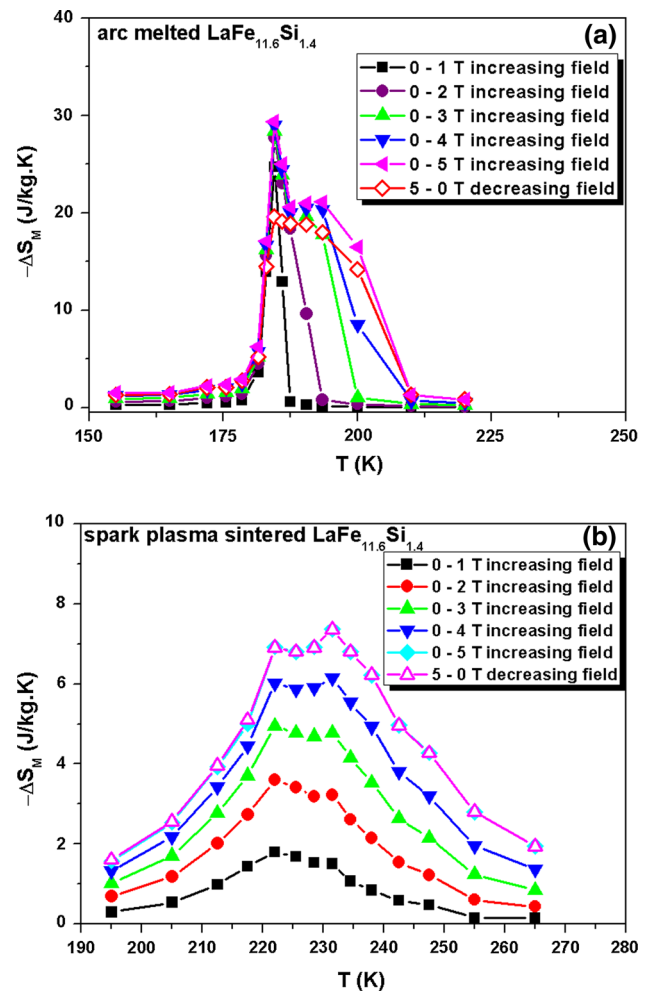 arc melted LaFe11.6Si1.4
(a)
0 - 1 T increasing field
0 - 2 T increasing field
0 - 3 T increasing field
0 - 4 T increasing field
0 - 5 T increasing field
5 - 0 T decreasing field
40
30
20
10
0
−ΔSM (J/kg.K)
150 175 200 225 250
T (K)
spark plasma sintered LaFe11.6Si1.4
(b)
0 - 1 T increasing field
0 - 2 T increasing field
0 - 3 T increasing field
0 - 4 T increasing field
0 - 5 T increasing field
5 - 0 T decreasing field
10
8
6
4
2
0
−ΔSM (J/kg.K)
190 200 210 220 230 240 250 260 270 280
T (K)